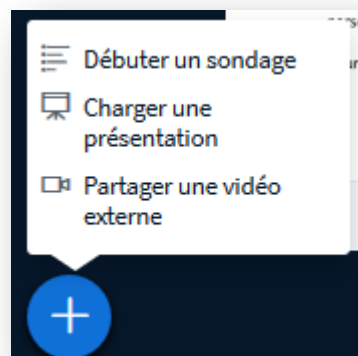 Débuter un sondage
Charger une
présentation
Partager une vidéo
externe